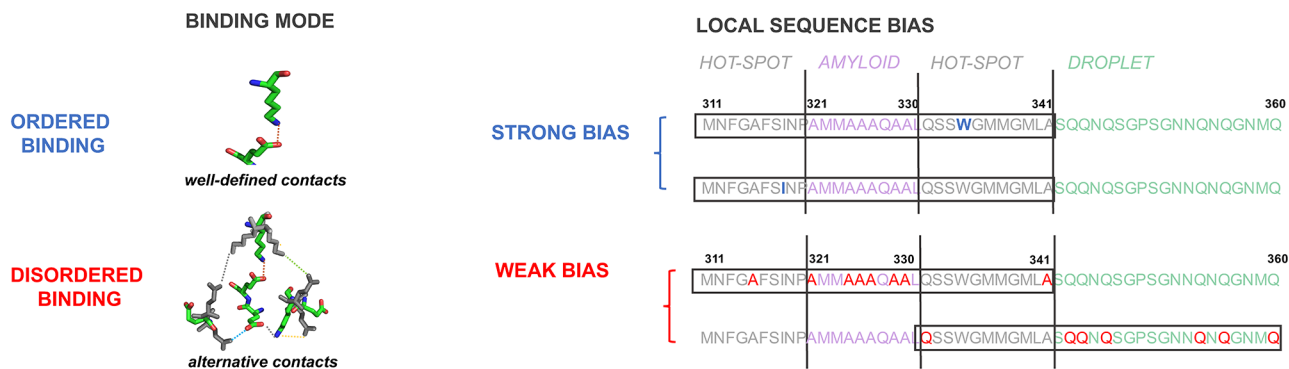 BINDING MODE
LOCAL SEQUENCE BIAS
HOT-SPOT AMYLOID HOT-SPOT DROPLET
311 321 330 341 360
ORDERED
BINDING
STRONG BIAS
MNFGAFSINPAMMAAAQAALQSSWGMMGMLASQQNQSGPSGNNQNQGNMQ
well-defined contacts
MNFGAFSINPAMMAAAQAALQSSWGMMGMLASQQNQSGPSGNNQNQGNMQ
311 321 330 341 360
DISORDERED
BINDING
WEAK BIAS
MNFGAFSINPAMMAAAQAALQSSWGMMGMLASQQNQSGPSGNNQNQGNMQ
MNFGAFSINPAMMAAAQAALQSSWGMMGMLASQQNQSGPSGNNQNQGNMQ
alternative contacts